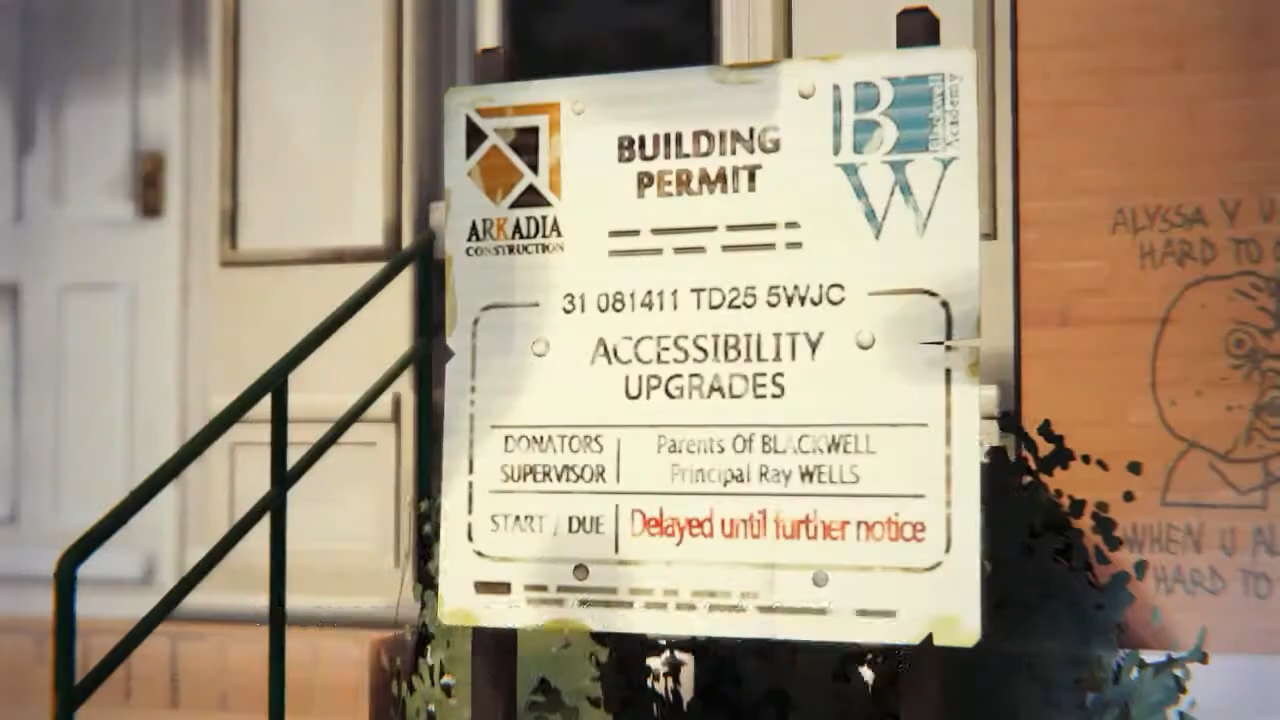 BUILDING
PERMIT
ARKADIA
CONSTRUCTION
BW
Blackwell
Academy
31 081411 TD25 5WJC
ACCESSIBILITY
UPGRADES
DONATORS Parents Of BLACKWELL
SUPERVISOR Principal Ray WELLS
START / DUE Delayed until further notice
ALYSSA Y U
HARD TO
WHEN U
HARD TO